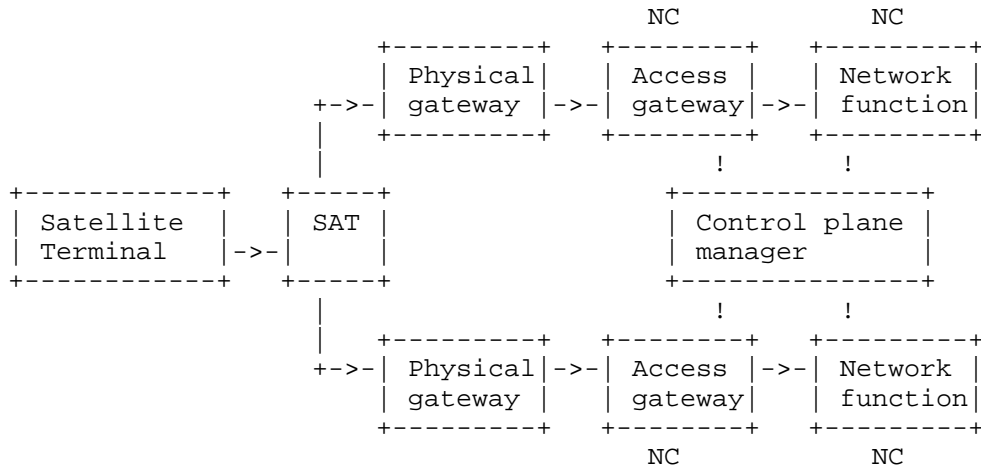 NC NC
Physical Access Network
gateway gateway function
Satellite SAT Control plane
Terminal manager
Physical Access Network
gateway gateway function
NC NC